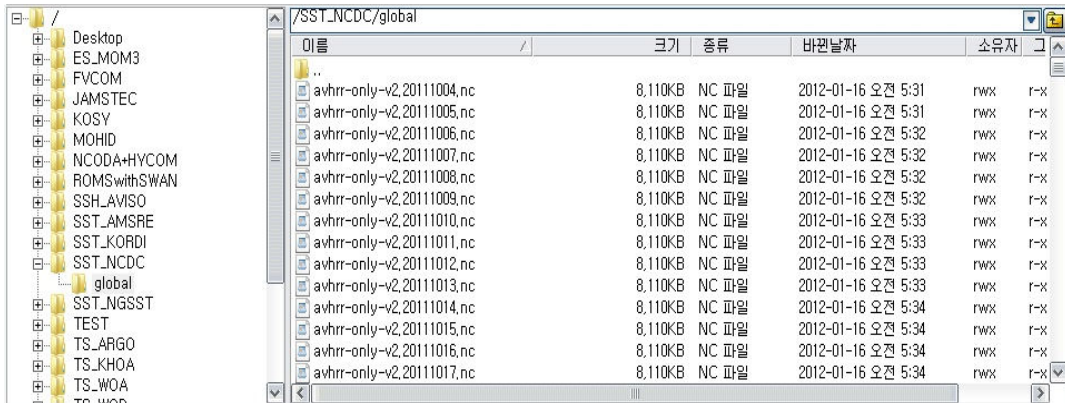 /
Desktop
ES_MOM3
FVCOM
JAMSTEC
KOSY
MOHID
NCODA+HYCOM
ROMSwithSWAN
SSH_AVISO
SST_AMSRE
SST_KORDI
SST_NCDC
global
SST_NGSST
TEST
TS_ARGO
TS_KHOA
TS_WOA
TS_WOD
/SST_NCDC/global
이름 / 크기 종류 바뀐날짜 소유자 그
..
avhrr-only-v2,20111004,nc 8,110KB NC 파일 2012-01-16 오전 5:31 rwx r-x
avhrr-only-v2,20111005,nc 8,110KB NC 파일 2012-01-16 오전 5:31 rwx r-x
avhrr-only-v2,20111006,nc 8,110KB NC 파일 2012-01-16 오전 5:32 rwx r-x
avhrr-only-v2,20111007,nc 8,110KB NC 파일 2012-01-16 오전 5:32 rwx r-x
avhrr-only-v2,20111008,nc 8,110KB NC 파일 2012-01-16 오전 5:32 rwx r-x
avhrr-only-v2,20111009,nc 8,110KB NC 파일 2012-01-16 오전 5:32 rwx r-x
avhrr-only-v2,20111010,nc 8,110KB NC 파일 2012-01-16 오전 5:33 rwx r-x
avhrr-only-v2,20111011,nc 8,110KB NC 파일 2012-01-16 오전 5:33 rwx r-x
avhrr-only-v2,20111012,nc 8,110KB NC 파일 2012-01-16 오전 5:33 rwx r-x
avhrr-only-v2,20111013,nc 8,110KB NC 파일 2012-01-16 오전 5:33 rwx r-x
avhrr-only-v2,20111014,nc 8,110KB NC 파일 2012-01-16 오전 5:34 rwx r-x
avhrr-only-v2,20111015,nc 8,110KB NC 파일 2012-01-16 오전 5:34 rwx r-x
avhrr-only-v2,20111016,nc 8,110KB NC 파일 2012-01-16 오전 5:34 rwx r-x
avhrr-only-v2,20111017,nc 8,110KB NC 파일 2012-01-16 오전 5:34 rwx r-x